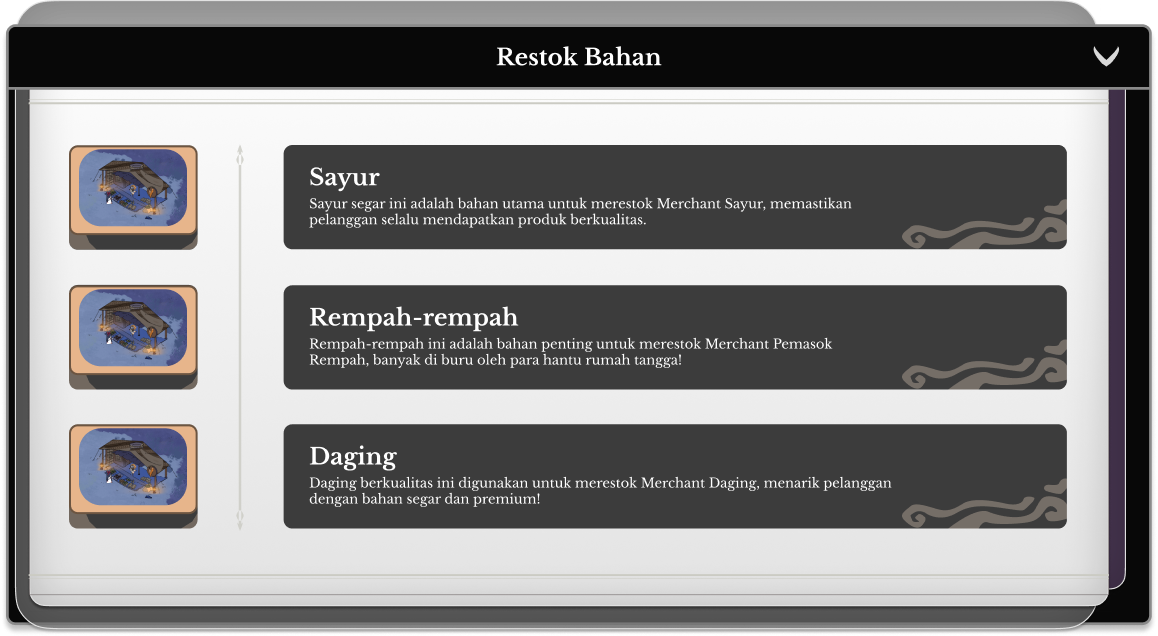 Restok Bahan
Sayur
Sayur segar ini adalah bahan utama untuk merestok Merchant Sayur, memastikan
pelanggan selalu mendapatkan produk berkualitas.
Rempah-rempah
Rempah-rempah ini adalah bahan penting untuk merestok Merchant Pemasok
Rempah, banyak di buru oleh para hantu rumah tangga!
Daging
Daging berkualitas ini digunakan untuk merestok Merchant Daging, menarik pelanggan
dengan bahan segar dan premium!